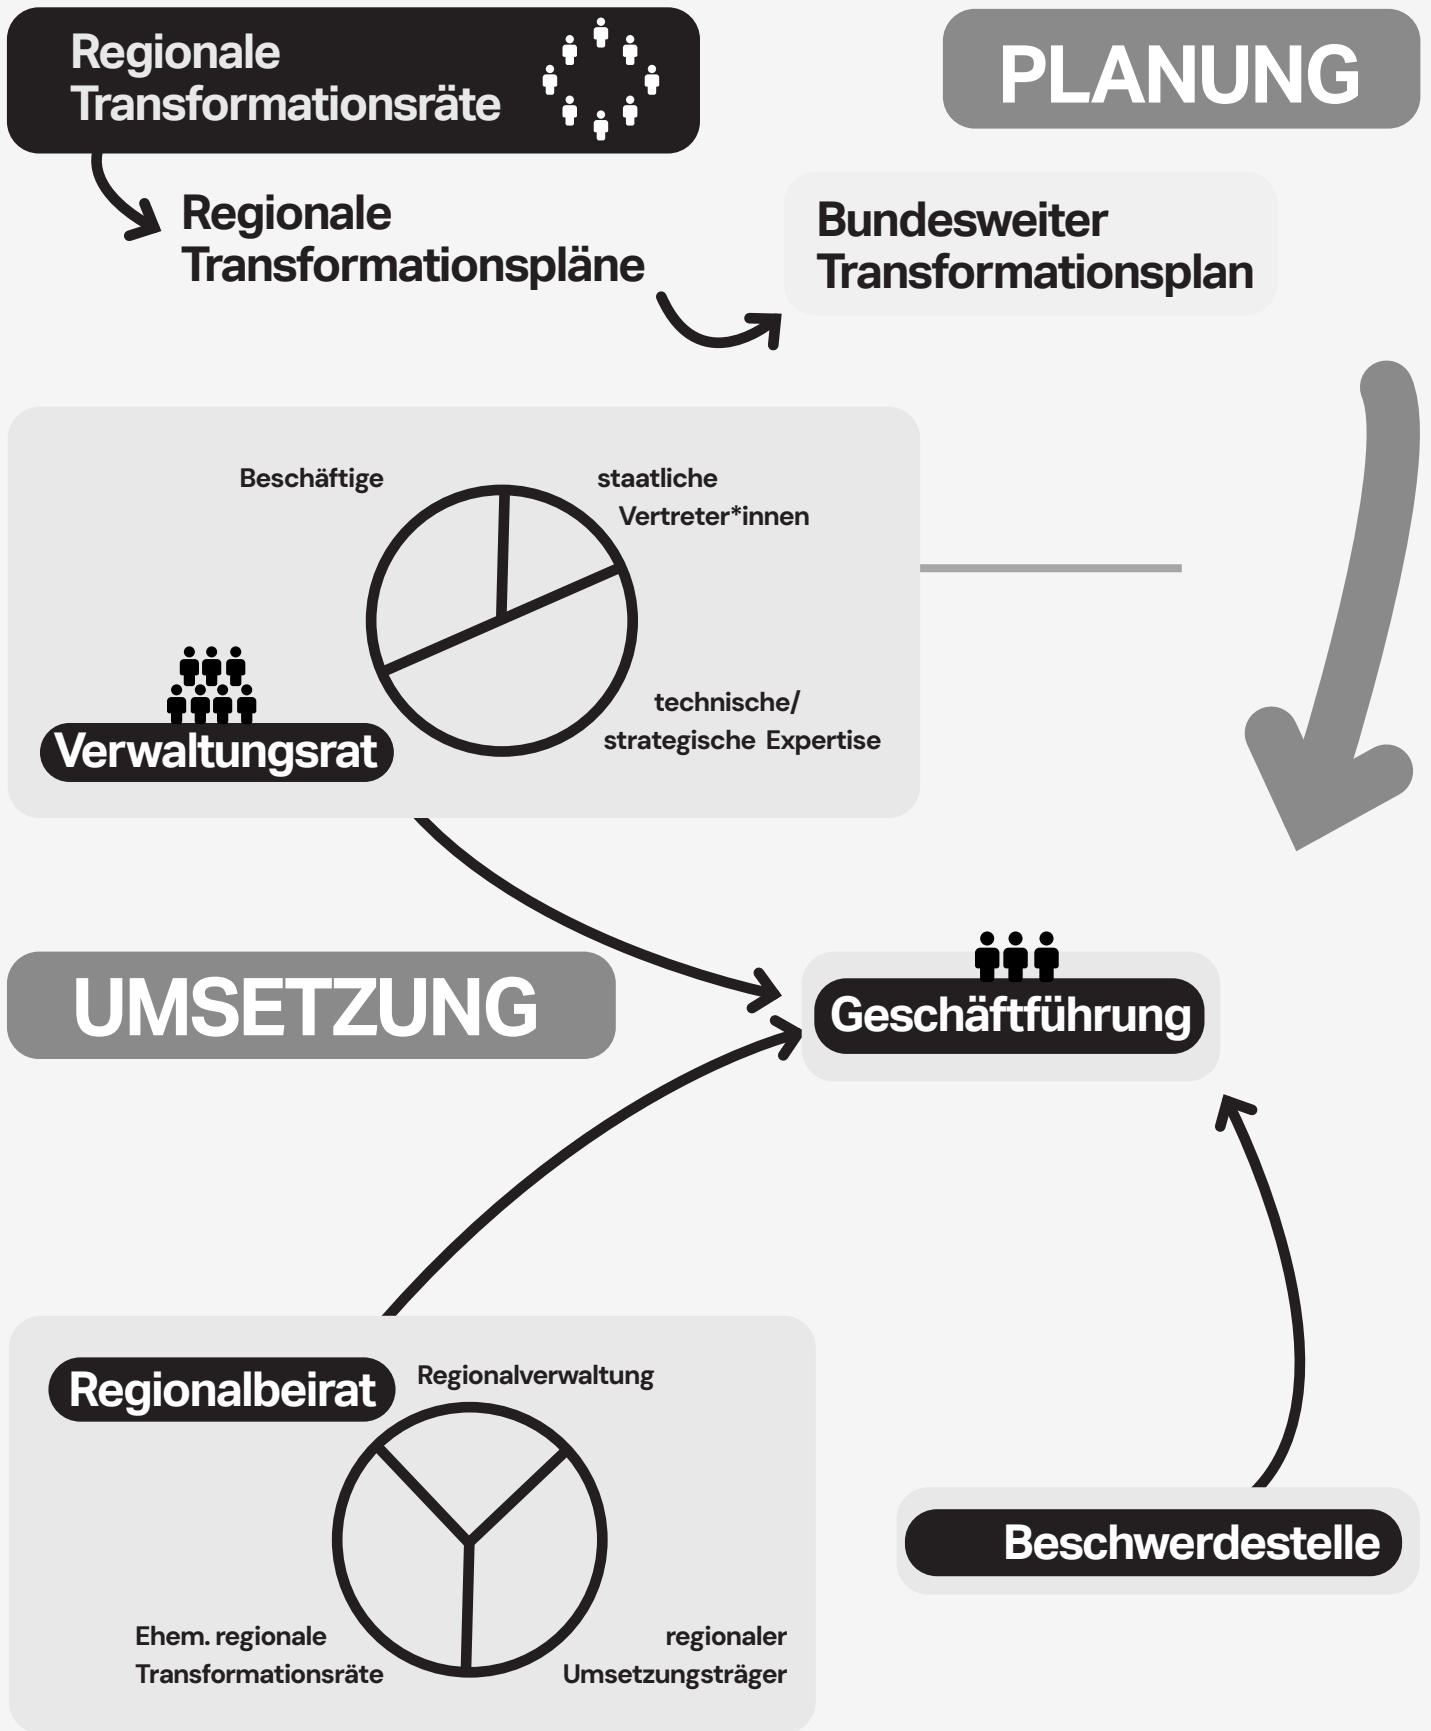 Regionale
Transformationsräte
PLANUNG
Regionale
Transformationspläne
Bundesweiter
Transformationsplan
Beschäftige
staatliche
Vertreter*innen
technische/
strategische Expertise
Verwaltungsrat
UMSETZUNG
Geschäftführung
Regionalbeirat
Regionalverwaltung
Ehem. regionale
Transformationsräte
regionaler
Umsetzungsträger
Beschwerdestelle